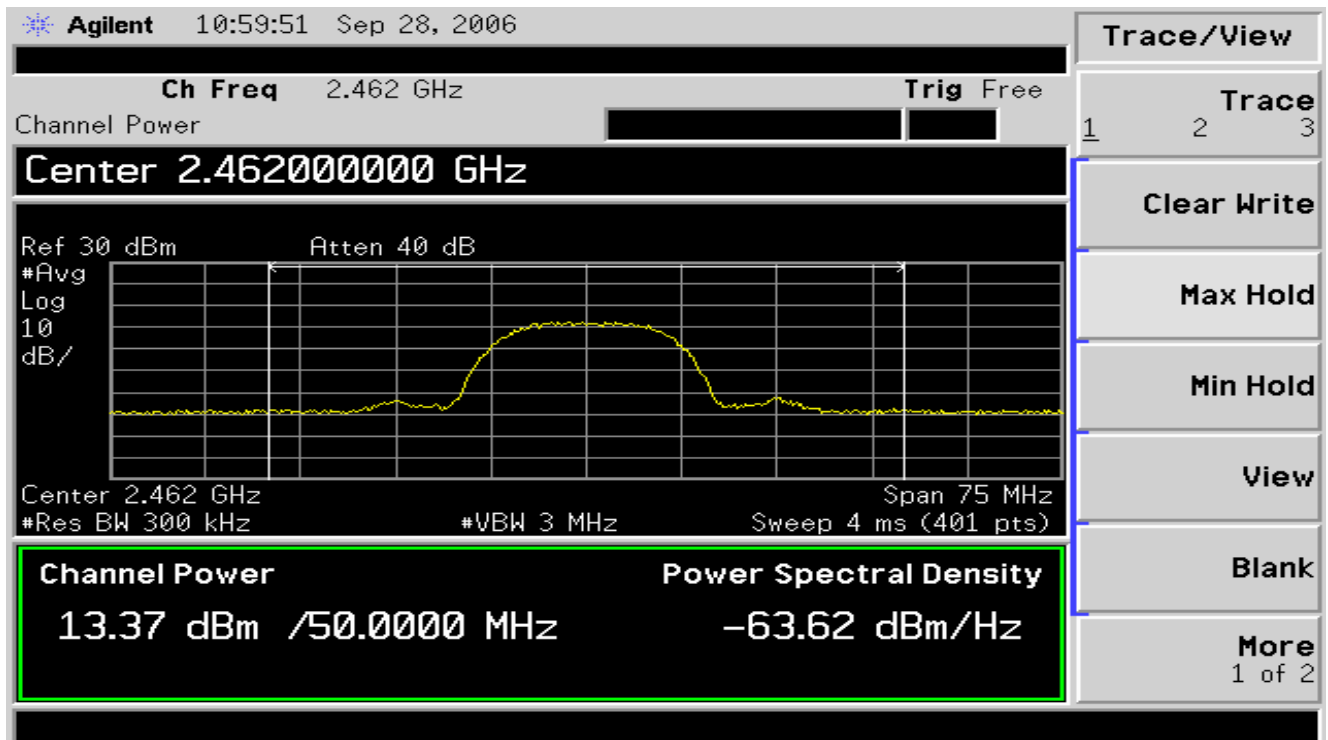 Agilent 10:59:51 Sep 28, 2006
Trace/View
Ch Freq 2.462 GHz Trig Free
Channel Power
Trace
1 2 3
Center 2.462000000 GHz
Clear Write
Ref 30 dBm Atten 40 dB
#Avg
Log
10
dB/
Max Hold
Min Hold
View
Center 2.462 GHz Span 75 MHz
#Res BW 300 kHz #VBW 3 MHz Sweep 4 ms (401 pts)
Channel Power Power Spectral Density
Blank
13.37 dBm /50.0000 MHz -63.62 dBm/Hz
More
1 of 2